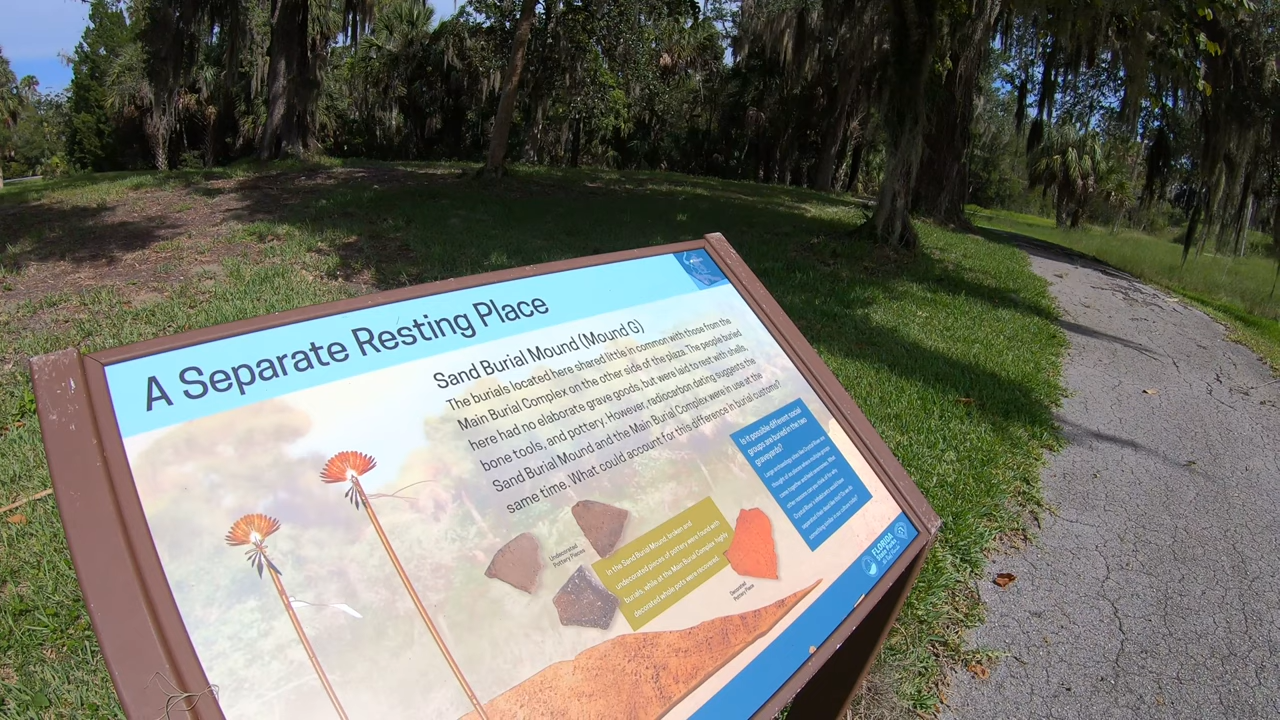 A Separate Resting Place
Sand Burial Mound (Mound G)
The burials located here shared little in common with those from the
Main Burial Complex on the other side of the plaza. The people buried
here had no elaborate grave goods, but were laid to rest with shells,
bone tools, and pottery. However, radiocarbon dating suggests the
Sand Burial Mound and the Main Burial Complex were in use at the
same time. What could account for this difference in burial customs?
Is it possible different social
groups are buried in the two
graveyards?
Undecorated
Pottery Pieces
In the Sand Burial Mound, broken and
undecorated pieces of pottery were found with
burials, while at the Main Burial Complex, highly
decorated whole pots were recovered.
Decorated
Pottery Piece
FLORIDA
State Parks